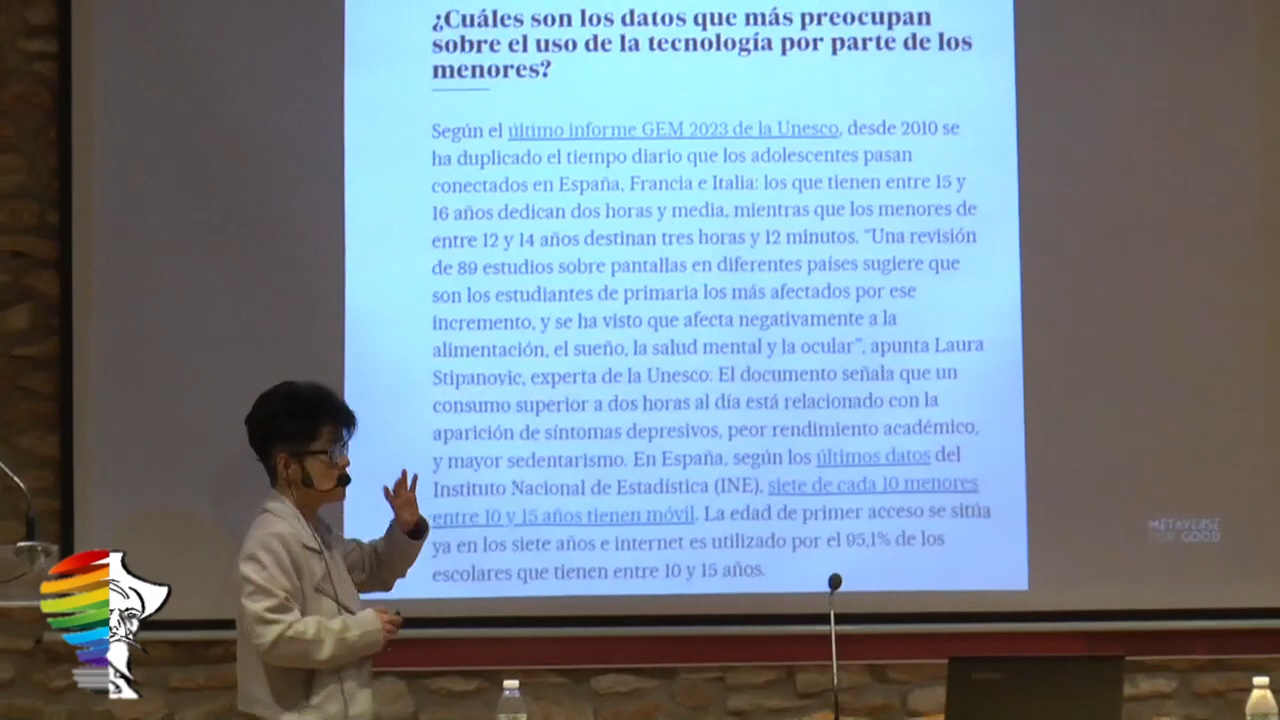 ¿Cuáles son los datos que más preocupan
sobre el uso de la tecnología por parte de los
menores?
Según el último informe GEM 2023 de la Unesco, desde 2010 se
ha duplicado el tiempo diario que los adolescentes pasan
conectados en España, Francia e Italia: los que tienen entre 15 y
16 años dedican dos horas y media, mientras que los menores de
entre 12 y 14 años destinan tres horas y 12 minutos. "Una revisión
de 89 estudios sobre pantallas en diferentes países sugiere que
son los estudiantes de primaria los más afectados por ese
incremento, y se ha visto que afecta negativamente a la
alimentación, el sueño, la salud mental y la ocular", apunta Laura
Stipanovic, experta de la Unesco. El documento señala que un
consumo superior a dos horas al día está relacionado con la
aparición de síntomas depresivos, peor rendimiento académico,
y mayor sedentarismo. En España, según los últimos datos del
Instituto Nacional de Estadística (INE), siete de cada 10 menores
entre 10 y 15 años tienen móvil. La edad de primer acceso se sitúa
ya en los siete años e internet es utilizado por el 95,1% de los
escolares que tienen entre 10 y 15 años.
METAVERSE
FOR GOOD